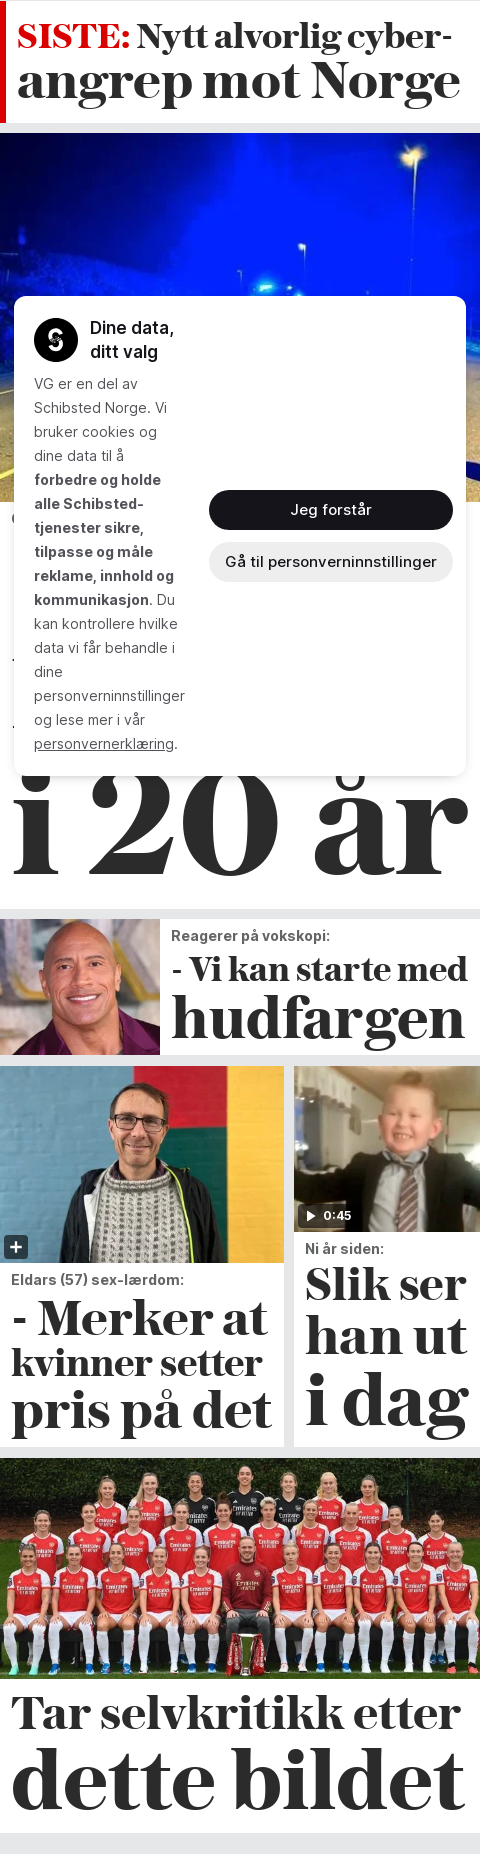 SISTE: Nytt alvorlig cyber-
angrep mot Norge
Dine data,
ditt valg
VG er en del av
Schibsted Norge. Vi
bruker cookies og
dine data til å
forbedre og holde
alle Schibsted-
tjenester sikre,
tilpasse og måle
reklame, innhold og
kommunikasjon. Du
kan kontrollere hvilke
data vi får behandle i
dine
personverninnstillinger
og lese mer i vår
personvernerklæring.
Jeg forstår
Gå til personverninnstillinger
i 20 år
Reagerer på vokskopi:
- Vi kan starte med
hudfargen
Eldars (57) sex-lærdom:
- Merker at
kvinner setter
pris på det
0:45
Ni år siden:
Slik ser
han ut
i dag
Tar selvkritikk etter
dette bildet